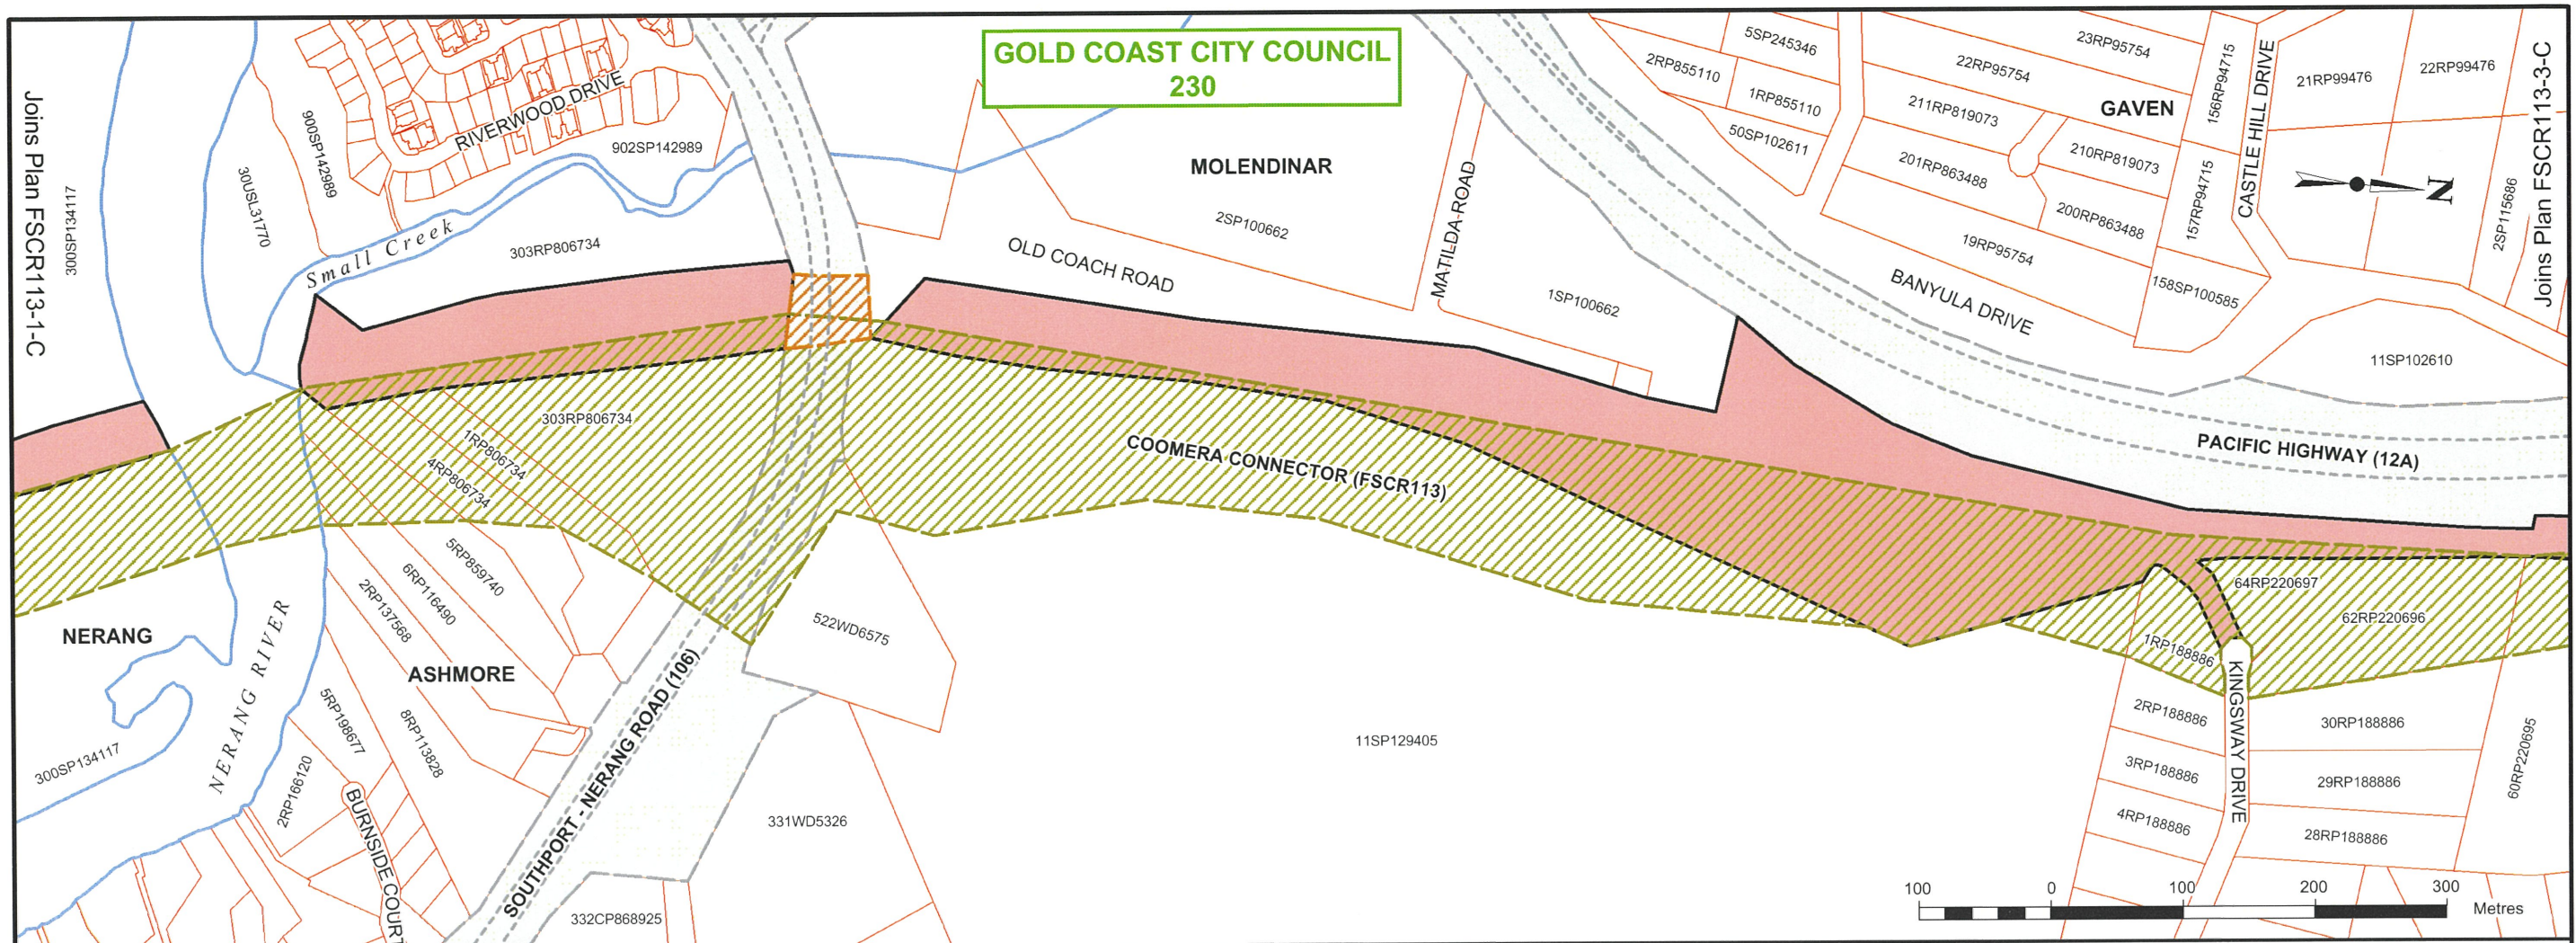 GOLD COAST CITY COUNCIL
230
Joins Plan FSCR113-1-C
300SP134117
30USL31770
900SP142989
RIVERWOOD DRIVE
902SP142989
Small Creek
303RP806734
MOLENDINAR
2SP100662
OLD COACH ROAD
MATILDA ROAD
1SP100662
2RP855110
5SP245346
1RP855110
50SP102611
23RP95754
22RP95754
211RP819073
GAVEN
210RP819073
201RP863488
200RP863488
19RP95754
156RP94715
157RP94715
CASTLE HILL DRIVE
158SP100585
BANYULA DRIVE
21RP99476
22RP99476
N
2SP115686
Joins Plan FSCR113-3-C
11SP102610
PACIFIC HIGHWAY (12A)
303RP806734
1RP806734
4RP806734
COOMERA CONNECTOR (FSCR113)
5RP859740
6RP116490
2RP137568
522WD6575
64RP220697
62RP220696
1RP188886
NERANG
NERANG RIVER
ASHMORE
SOUTHPORT - NERANG ROAD (106)
300SP134117
5RP198677
8RP113828
2RP166120
BURNSIDE COURT
11SP129405
331WD5326
332CP868925
KINGSWAY DRIVE
2RP188886
3RP188886
4RP188886
30RP188886
29RP188886
28RP188886
60RP220695
100 0 100 200 300
Metres